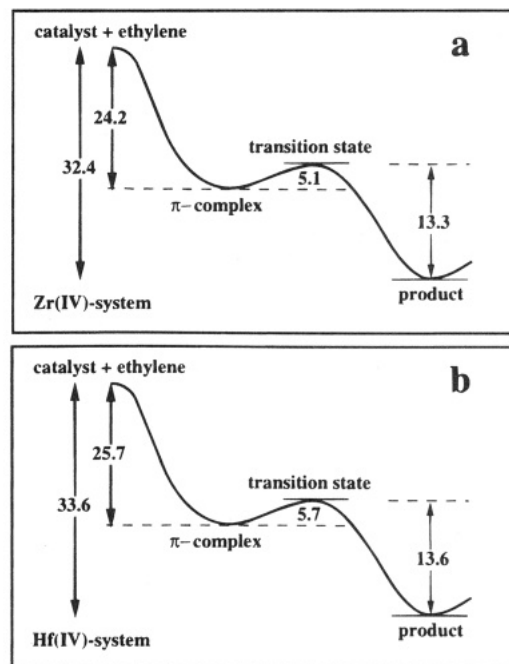 a
catalyst + ethylene
24.2
32.4
transition state
5.1
π-complex
13.3
product
Zr(IV)-system
b
catalyst + ethylene
25.7
33.6
transition state
5.7
π-complex
13.6
product
Hf(IV)-system